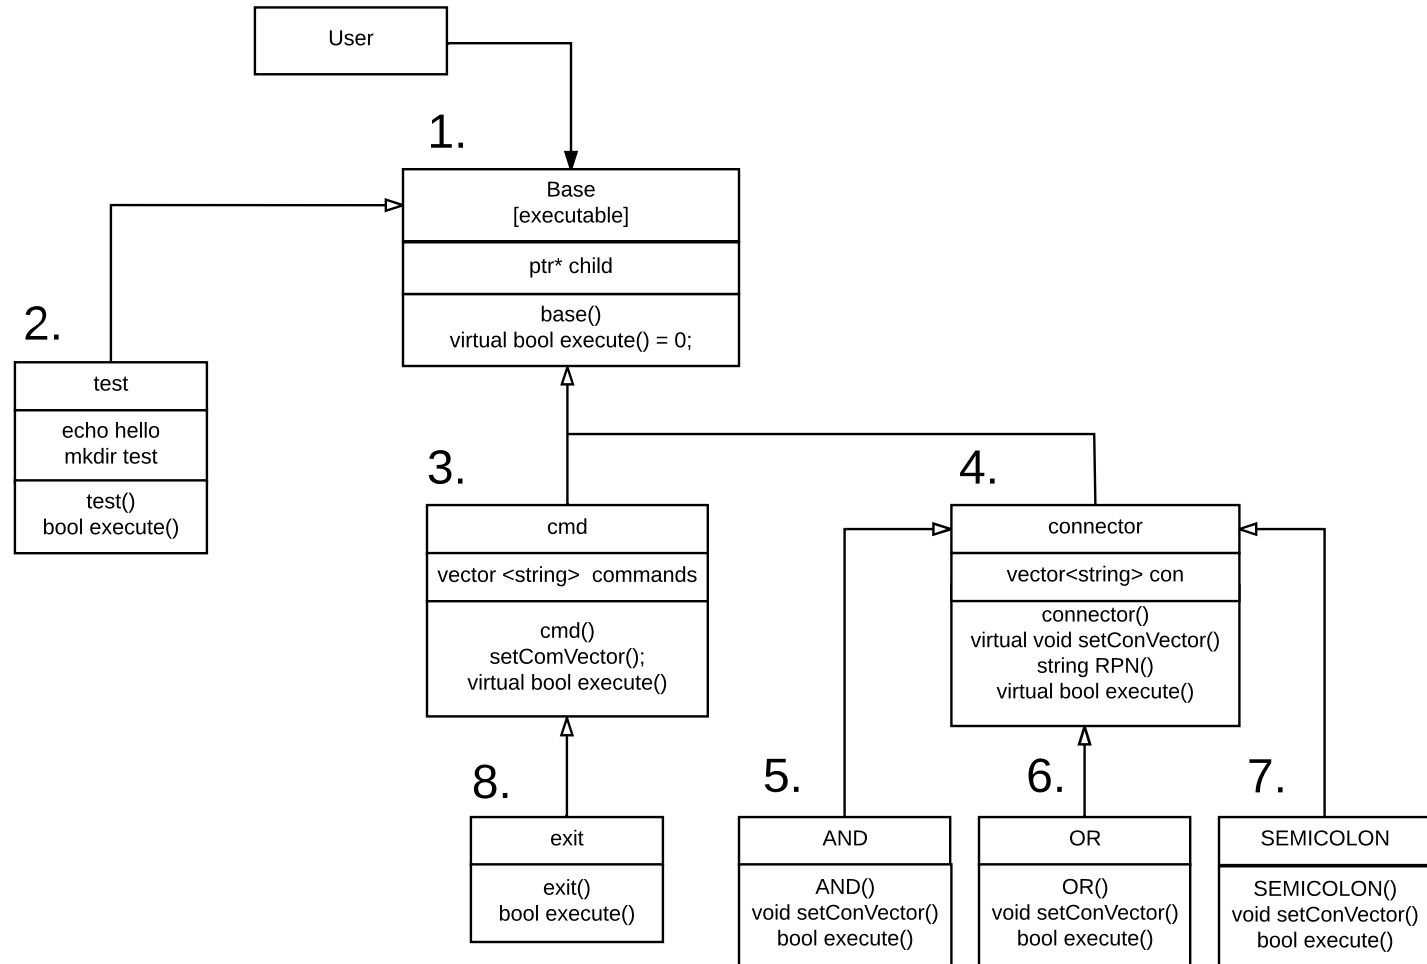 User
1.
Base
[executable]
ptr* child
base()
virtual bool execute() = 0;
2.
test
echo hello
mkdir test
test()
bool execute()
3.
cmd
vector <string>  commands
cmd()
setComVector();
virtual bool execute()
4.
connector
vector<string> con
connector()
virtual void setConVector()
string RPN()
virtual bool execute()
8.
exit
exit()
bool execute()
5.
AND
AND()
void setConVector()
bool execute()
6.
OR
OR()
void setConVector()
bool execute()
7.
SEMICOLON
SEMICOLON()
void setConVector()
bool execute()